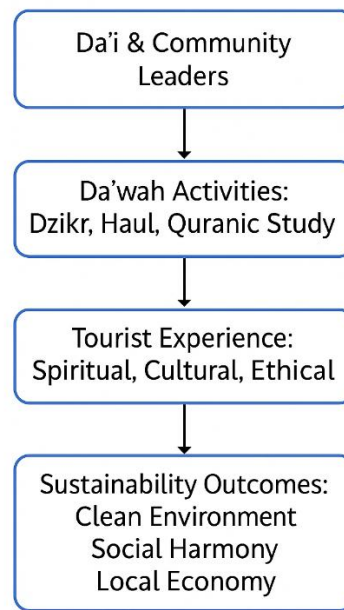 Da’i & Community
Leaders
Da’wah Activities:
Dzikr, Haul, Quranic Study
Tourist Experience:
Spiritual, Cultural, Ethical
Sustainability Outcomes:
Clean Environment
Social Harmony
Local Economy